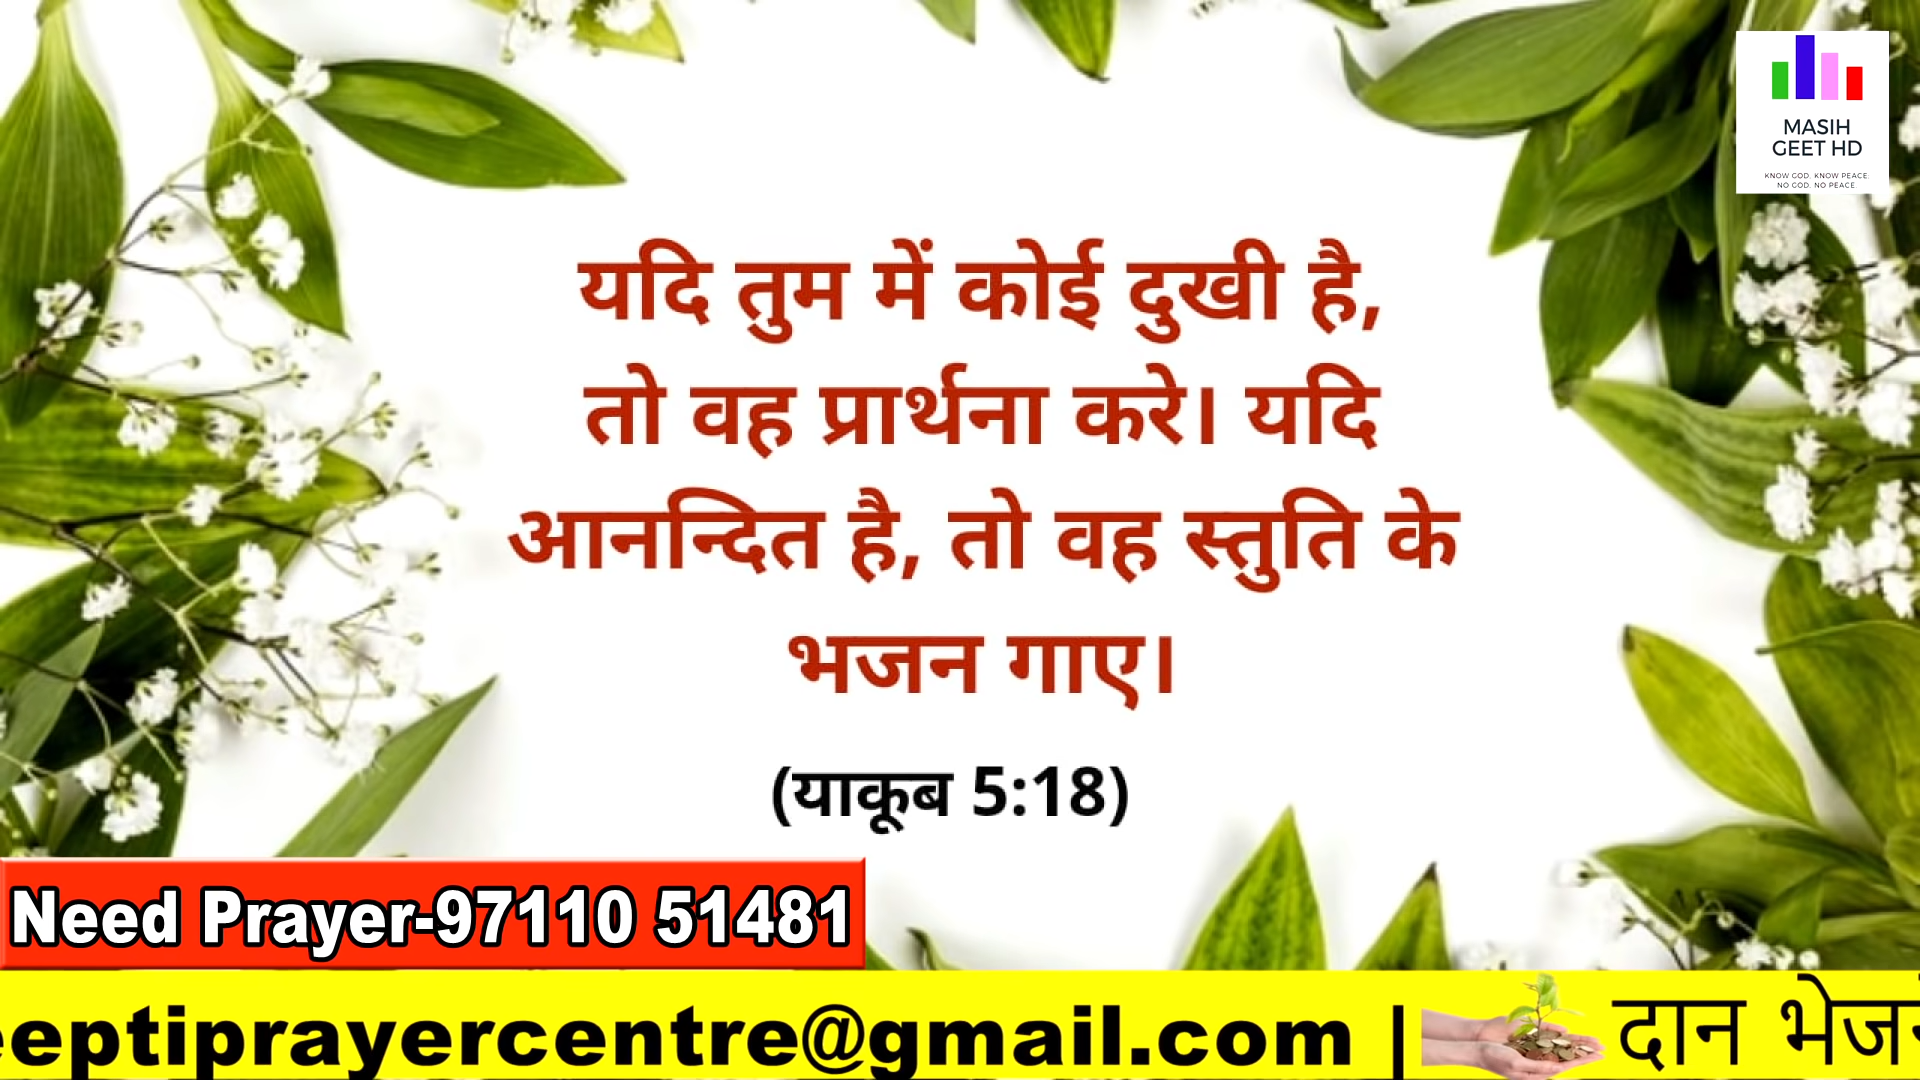 MASIH
GEET HD
KNOW GOD. KNOW PEACE.
NO GOD. NO PEACE.
यदि तुम में कोई दुखी है,
तो वह प्रार्थना करे। यदि
आनन्दित है, तो वह स्तुति के
भजन गाए।
(याकूब 5:18)
Need Prayer-97110 51481
eeptiprayercentre@gmail.com | दान